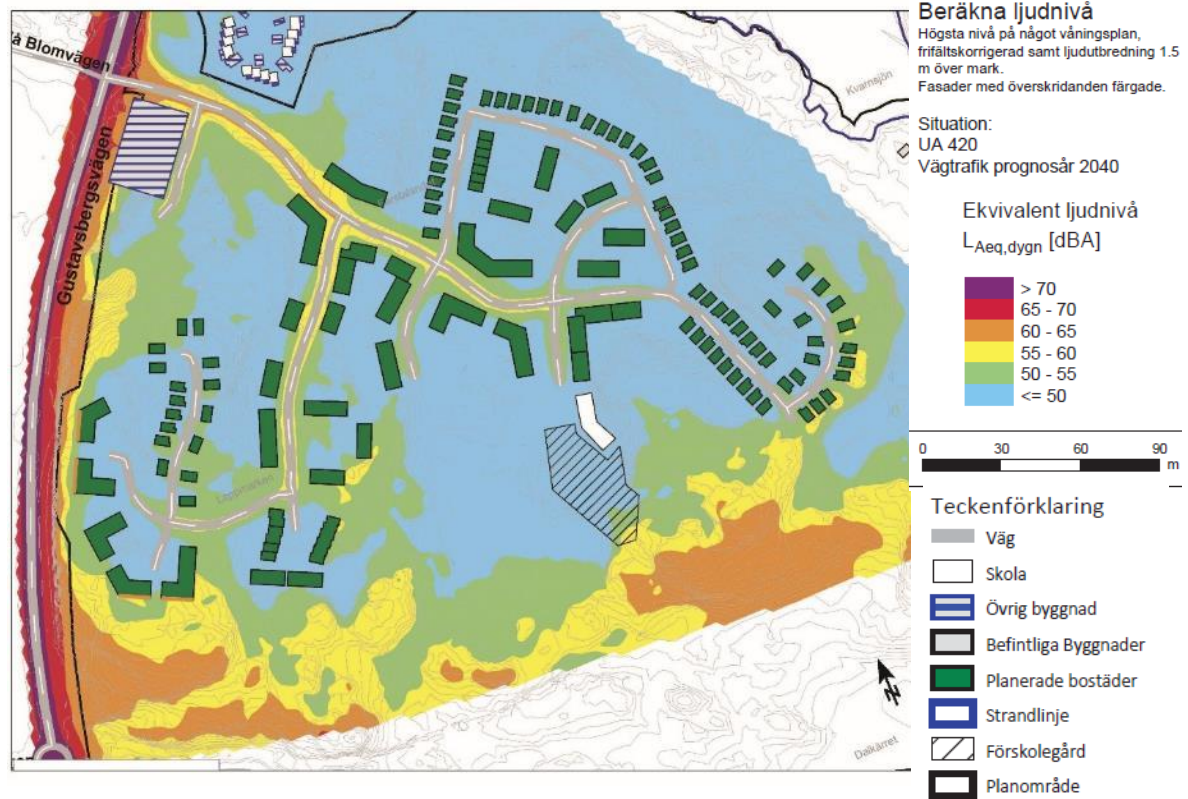 Beräkna ljudnivå
Högsta nivå på något våningsplan,
frifältskorrigerad samt ljudutbredning 1.5
m över mark.
Fasader med överskridanden färgade.
Situation:
UA 420
Vägtrafik prognosår 2040
Ekvivalent ljudnivå
LAeq,dygn [dBA]
> 70
65 - 70
60 - 65
55 - 60
50 - 55
<= 50
0 30 60 90
m
Teckenförklaring
Väg
Skola
Övrig byggnad
Befintliga Byggnader
Planerade bostäder
Strandlinje
Förskolegård
Planområde
Blomvägen
Gustavsbergsvägen
Kvarnsjön
Loppmarken
Dalkärret
N